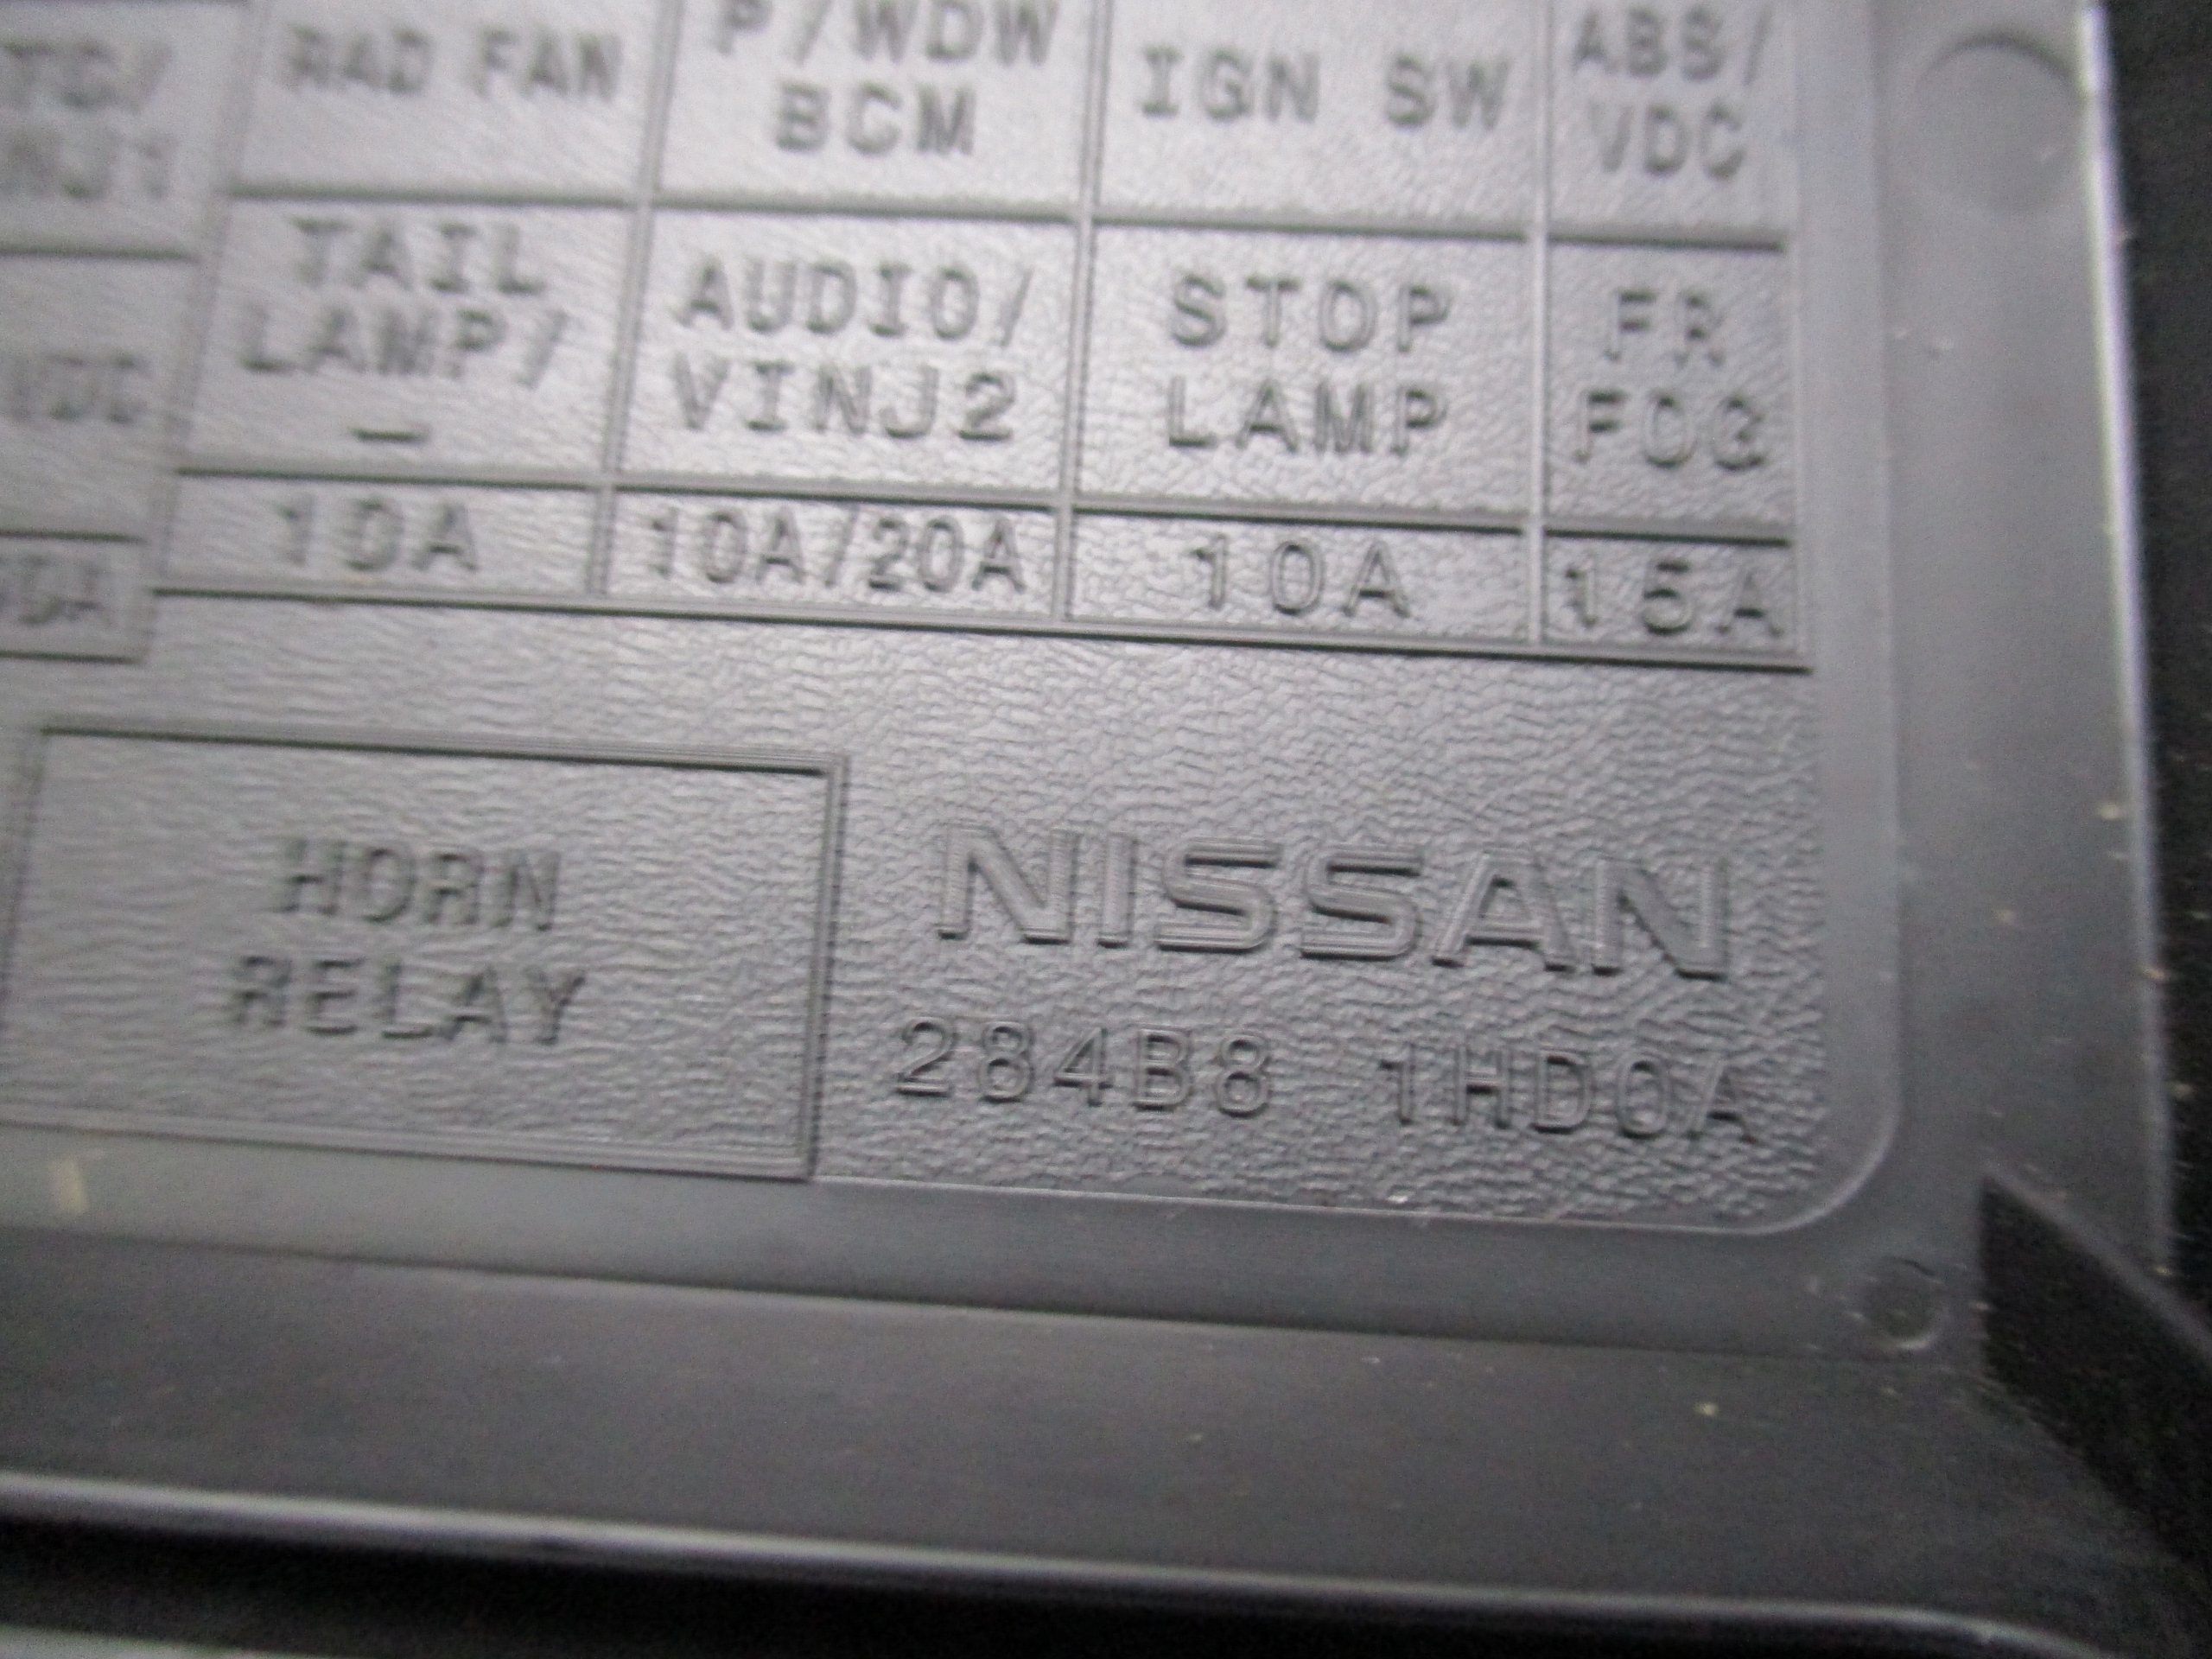 RAD FAN
P/WDW
BCM
IGN SW
ABS/
VDC
TAIL
LAMP/
—
AUDIO/
VINJ2
STOP
LAMP
FR
FOG
10A
10A/20A
10A
15A
HORN
RELAY
NISSAN
284B8 1HD0A